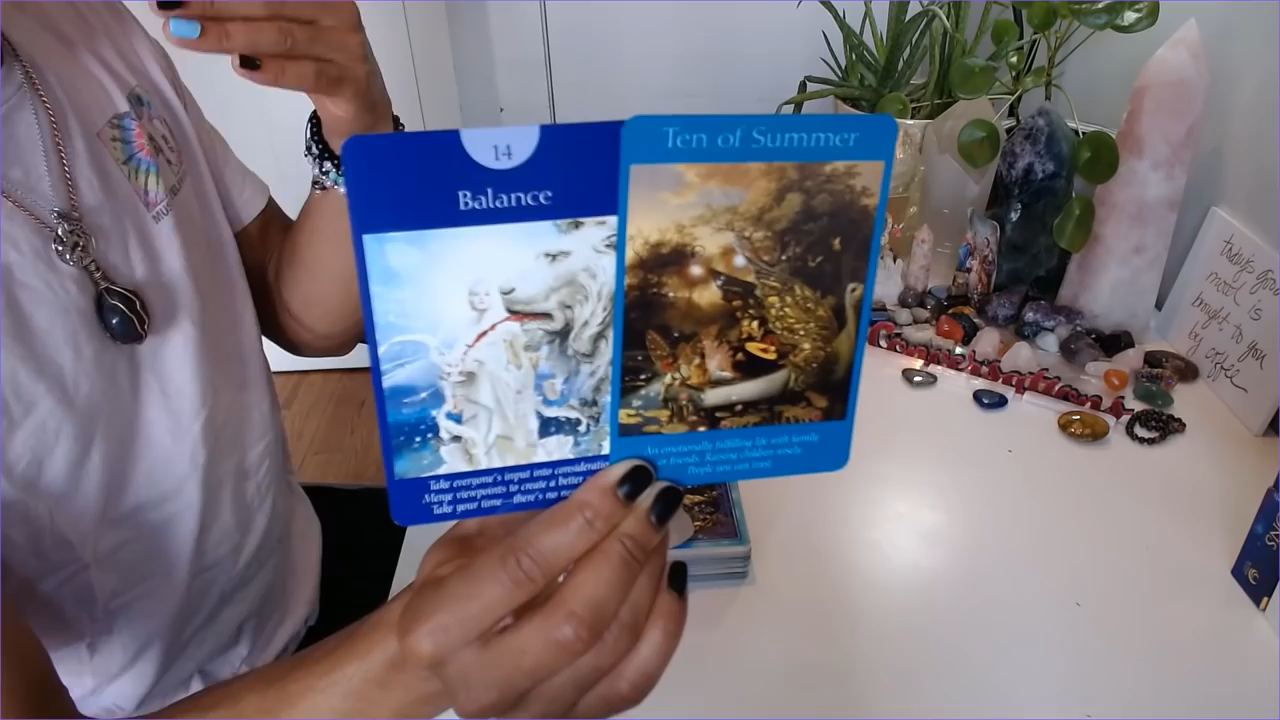 14
Balance
Take everyone's input into consideration
Merge viewpoints to create a better
Take your time—there's no
Ten of Summer
An emotionally fulfilling life with family
or friends. Raising children wisely.
People you can trust.
today's good
mood is
brought to you
by coffee